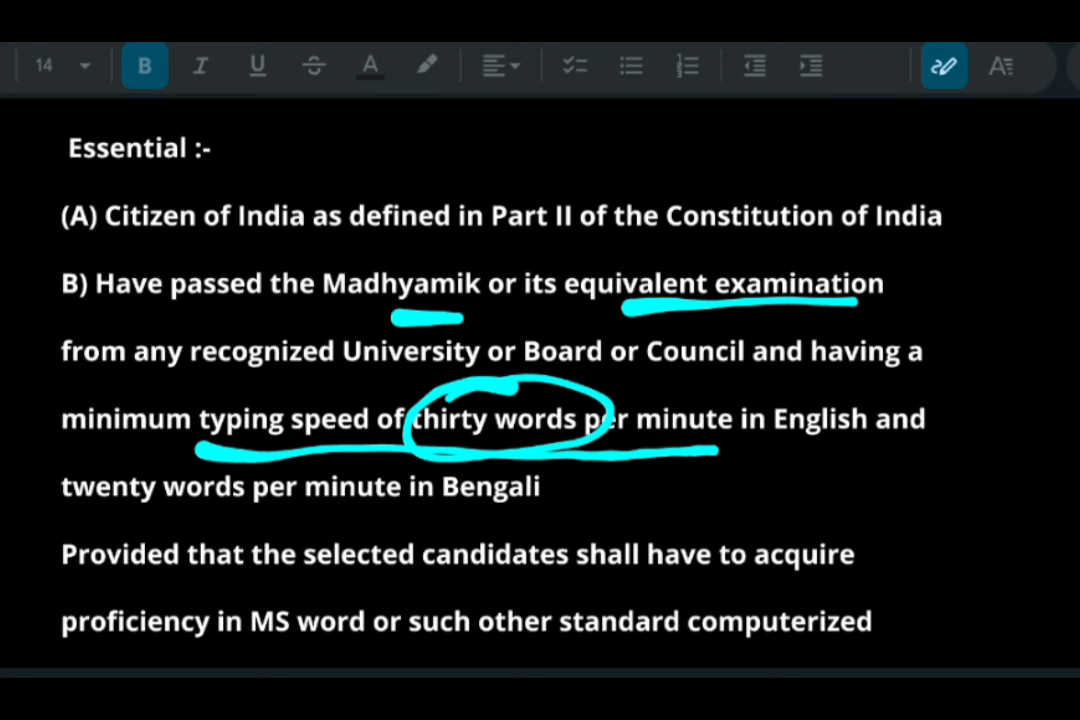 14
B I U S A
Essential :-
(A) Citizen of India as defined in Part II of the Constitution of India
B) Have passed the Madhyamik or its equivalent examination
from any recognized University or Board or Council and having a
minimum typing speed of thirty words per minute in English and
twenty words per minute in Bengali
Provided that the selected candidates shall have to acquire
proficiency in MS word or such other standard computerized